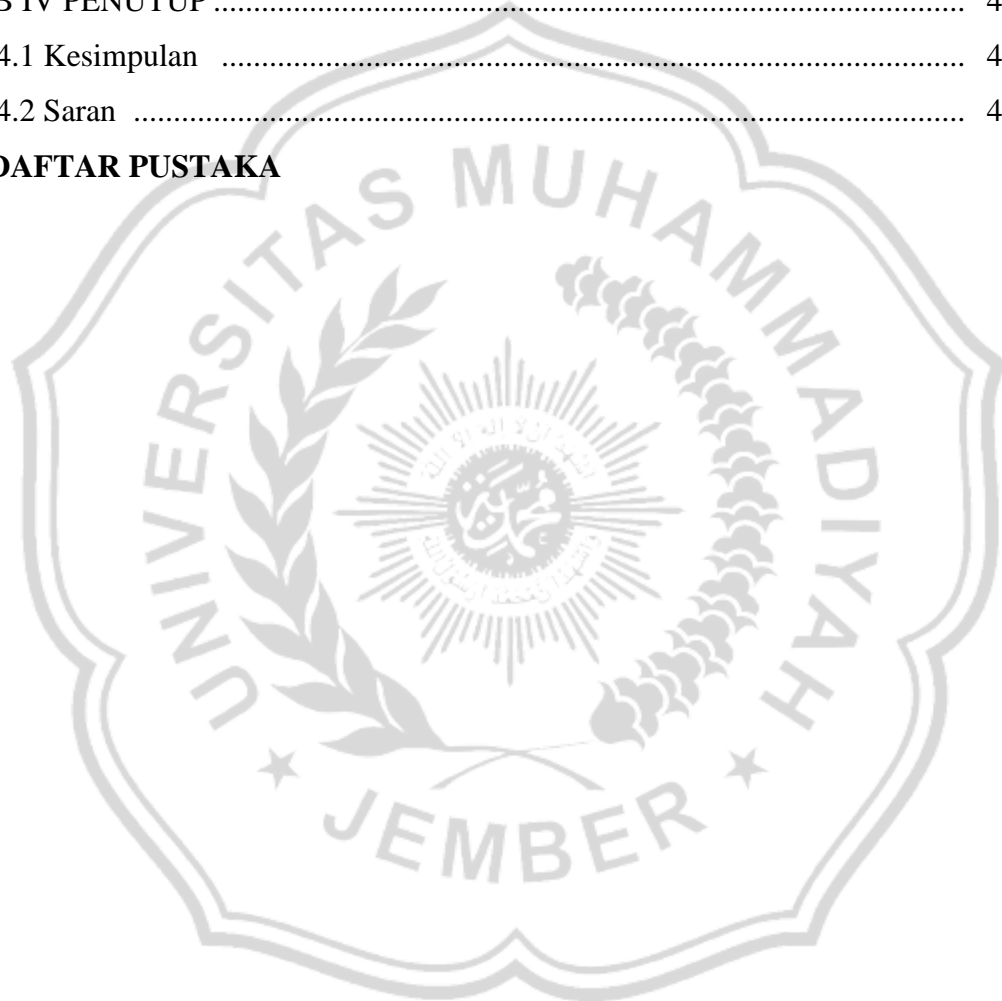 B IV PENUTUP ........................................................................................... 4
4.1 Kesimpulan .......................................................................................... 4
4.2 Saran ..................................................................................................... 4
DAFTAR PUSTAKA
UNIVERSITAS MUHAMMADIYAH
★ JEMBER ★